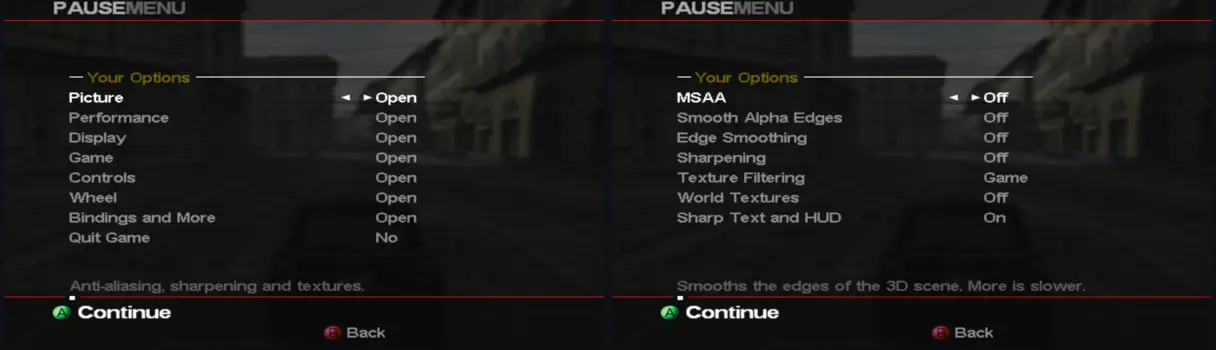 PAUSEMENU
Your Options
Picture Open
Performance Open
Display Open
Game Open
Controls Open
Wheel Open
Bindings and More Open
Quit Game No
Anti-aliasing, sharpening and textures.
A Continue
B Back
PAUSEMENU
Your Options
MSAA Off
Smooth Alpha Edges Off
Edge Smoothing Off
Sharpening Off
Texture Filtering Game
World Textures Off
Sharp Text and HUD On
Smooths the edges of the 3D scene. More is slower.
A Continue
B Back